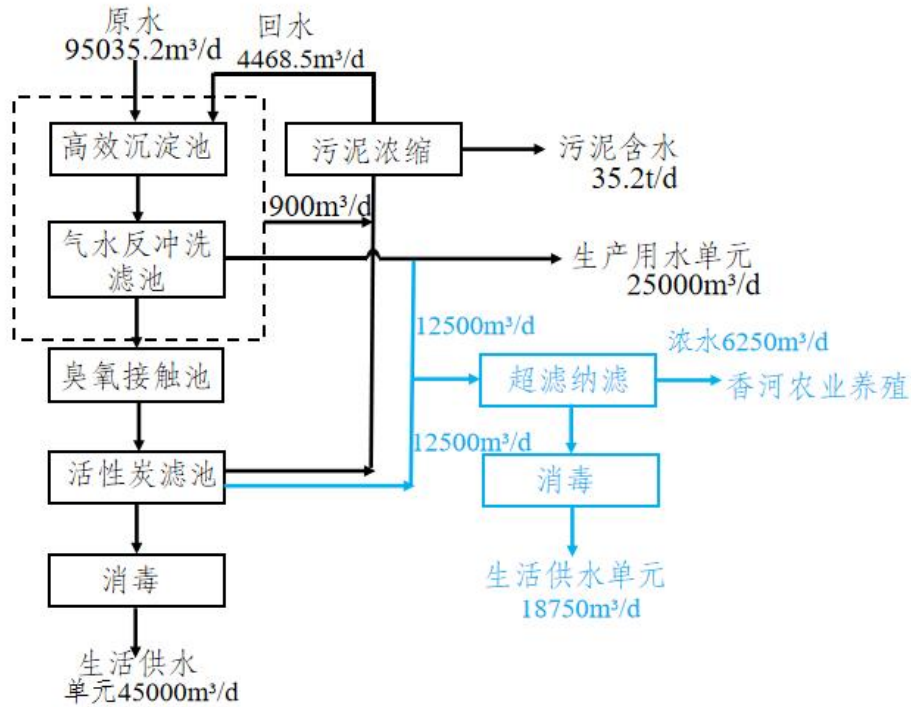 原水
95035.2m³/d
回水
4468.5m³/d
高效沉淀池
污泥浓缩
污泥含水
35.2t/d
900m³/d
气水反冲洗
滤池
生产用水单元
25000m³/d
12500m³/d
浓水6250m³/d
臭氧接触池
超滤纳滤
香河农业养殖
12500m³/d
活性炭滤池
消毒
消毒
生活供水单元
18750m³/d
生活供水
单元45000m³/d